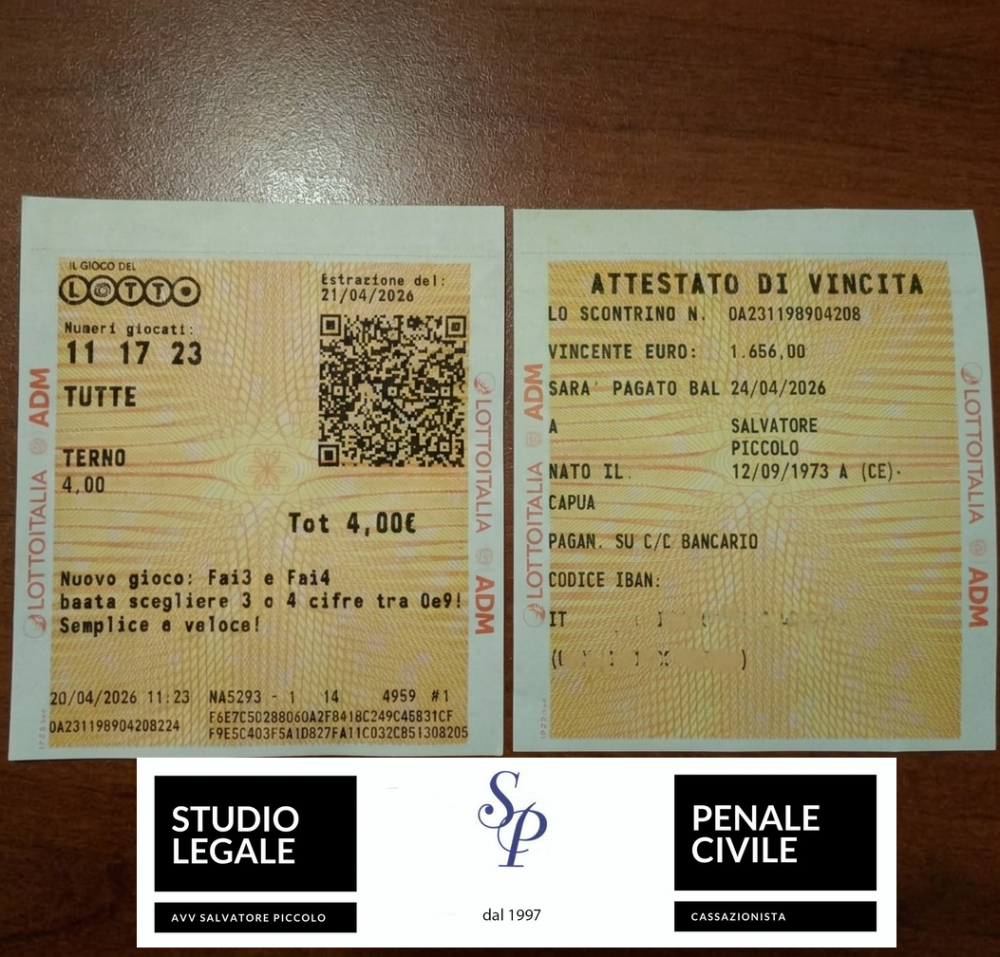 IL GIOCO DEL
LOTTO
Estrazione del:
21/04/2026
Numeri giocati:
11 17 23
TUTTE
TERNO
4,00
Tot 4,00€
Nuovo gioco: Fai3 e Fai4
baata scegliere 3 o 4 cifre tra 0e9!
Semplice e veloce!
20/04/2026 11:23 NA5293 - 1 14 4959 #1
0A231198904208224
F6E7C50288060A2F8418C249C45831CF
F9E5C403F5A1D827FA11C032CB51308205
LOTTOITALIA ADM
LOTTOITALIA ADM
ATTESTATO DI VINCITA
LO SCONTRINO N. 0A231198904208
VINCENTE EURO: 1.656,00
SARA' PAGATO BAL 24/04/2026
A SALVATORE
PICCOLO
NATO IL. 12/09/1973 A (CE)-
CAPUA
PAGAN. SU C/C BANCARIO
CODICE IBAN:
IT
LOTTOITALIA ADM
LOTTOITALIA ADM
STUDIO
LEGALE
AVV SALVATORE PICCOLO
SP
dal 1997
PENALE
CIVILE
CASSAZIONISTA